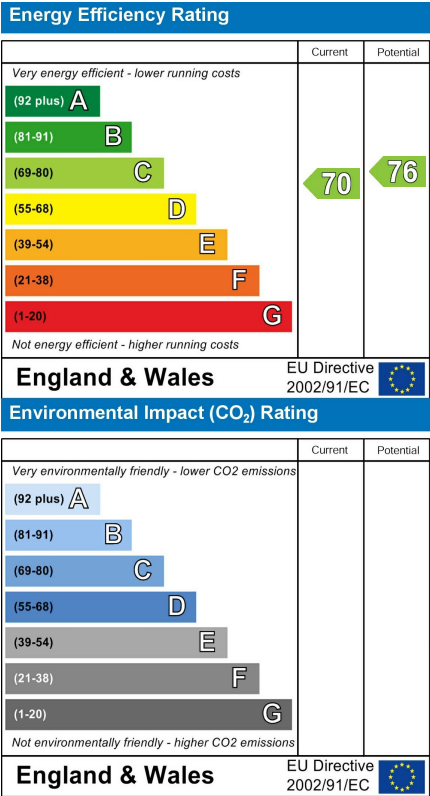 Energy Efficiency Rating
Current Potential
Very energy efficient - lower running costs
(92 plus) A
(81-91) B
(69-80) C
70 76
(55-68) D
(39-54) E
(21-38) F
(1-20) G
Not energy efficient - higher running costs
England & Wales
EU Directive
2002/91/EC
Environmental Impact (CO₂) Rating
Current Potential
Very environmentally friendly - lower CO2 emissions
(92 plus) A
(81-91) B
(69-80) C
(55-68) D
(39-54) E
(21-38) F
(1-20) G
Not environmentally friendly - higher CO2 emissions
England & Wales
EU Directive
2002/91/EC